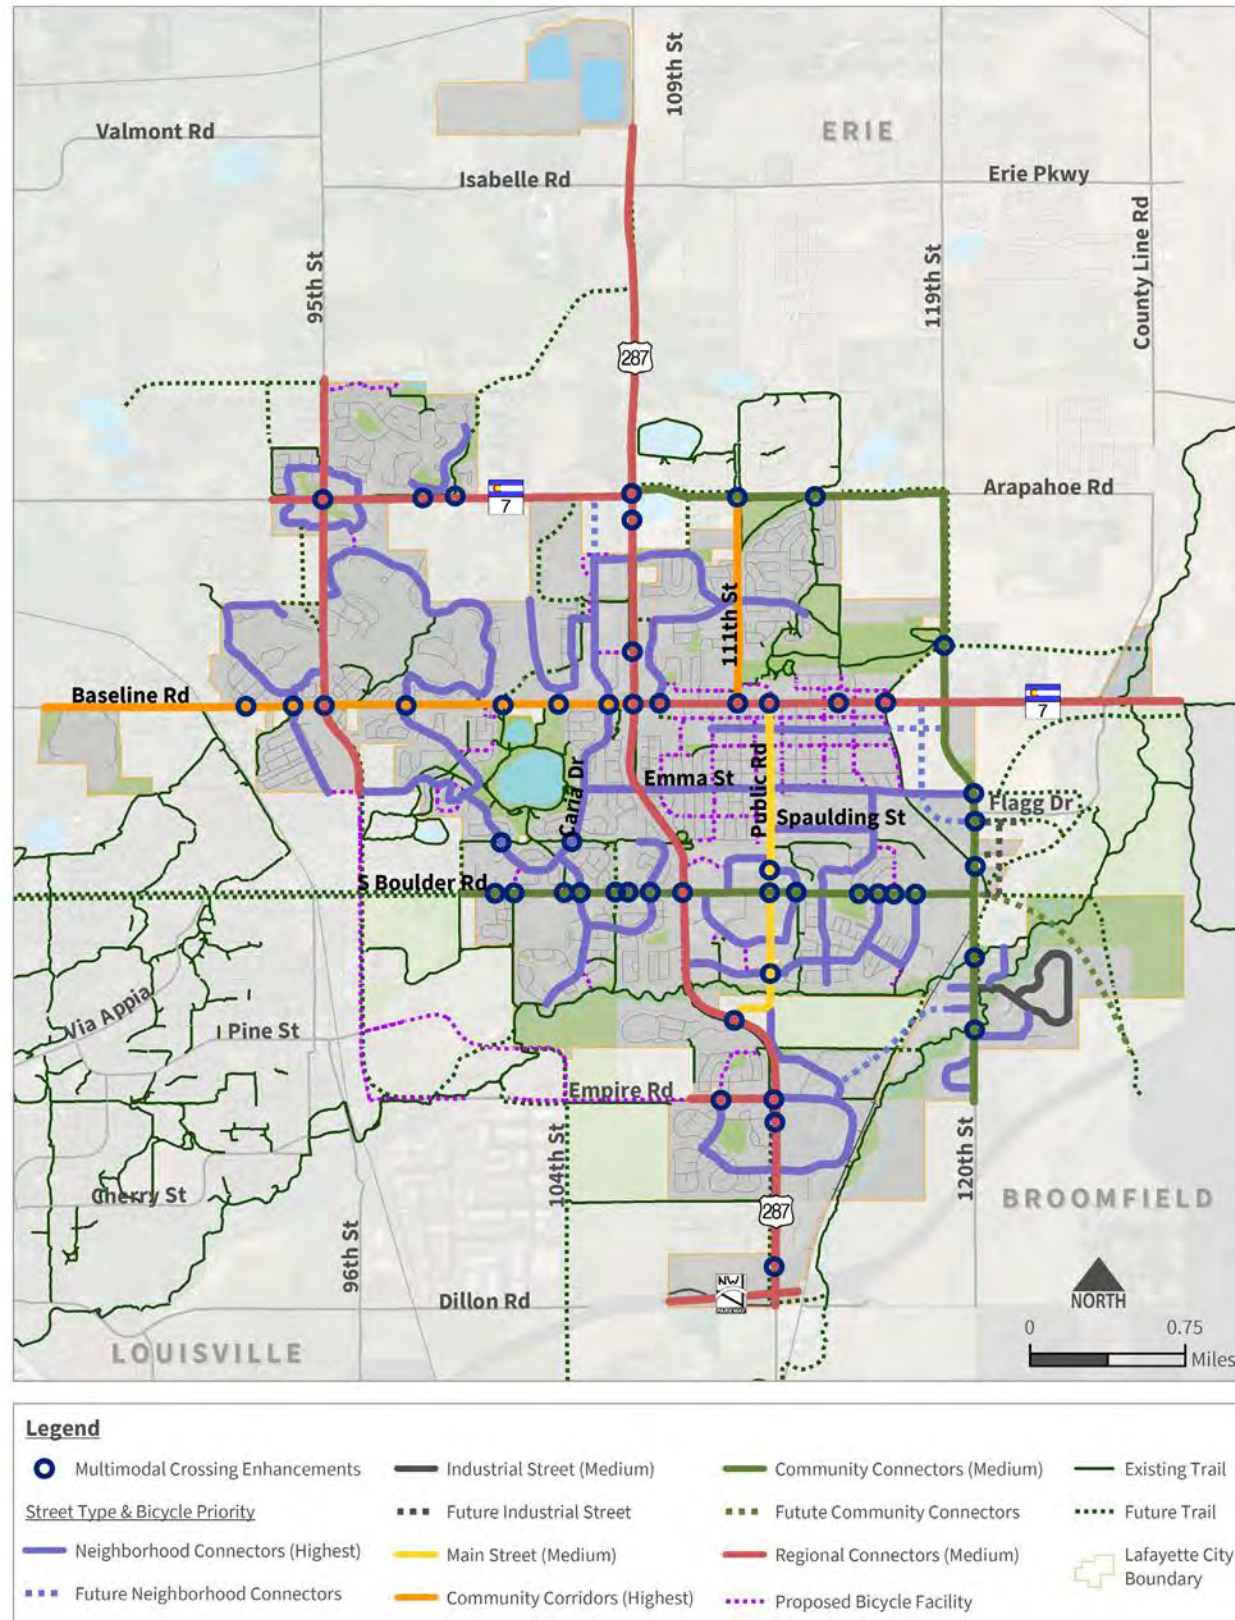 109th St
Valmont Rd
ERIE
Isabelle Rd
Erie Pkwy
95th St
119th St
County Line Rd
287
7
Arapahoe Rd
111th St
Baseline Rd
7
Emma St
Public Rd
Caria Dr
Spaulding St
Flagg Dr
S Boulder Rd
Via Appia
Pine St
Empire Rd
104th St
120th St
Cherry St
BROOMFIELD
287
96th St
NW
PARKWAY
Dillon Rd
NORTH
LOUISVILLE
0 0.75
Miles
Legend
Multimodal Crossing Enhancements
Street Type & Bicycle Priority
Neighborhood Connectors (Highest)
Future Neighborhood Connectors
Industrial Street (Medium)
Future Industrial Street
Main Street (Medium)
Community Corridors (Highest)
Community Connectors (Medium)
Futute Community Connectors
Regional Connectors (Medium)
Proposed Bicycle Facility
Existing Trail
Future Trail
Lafayette City
Boundary